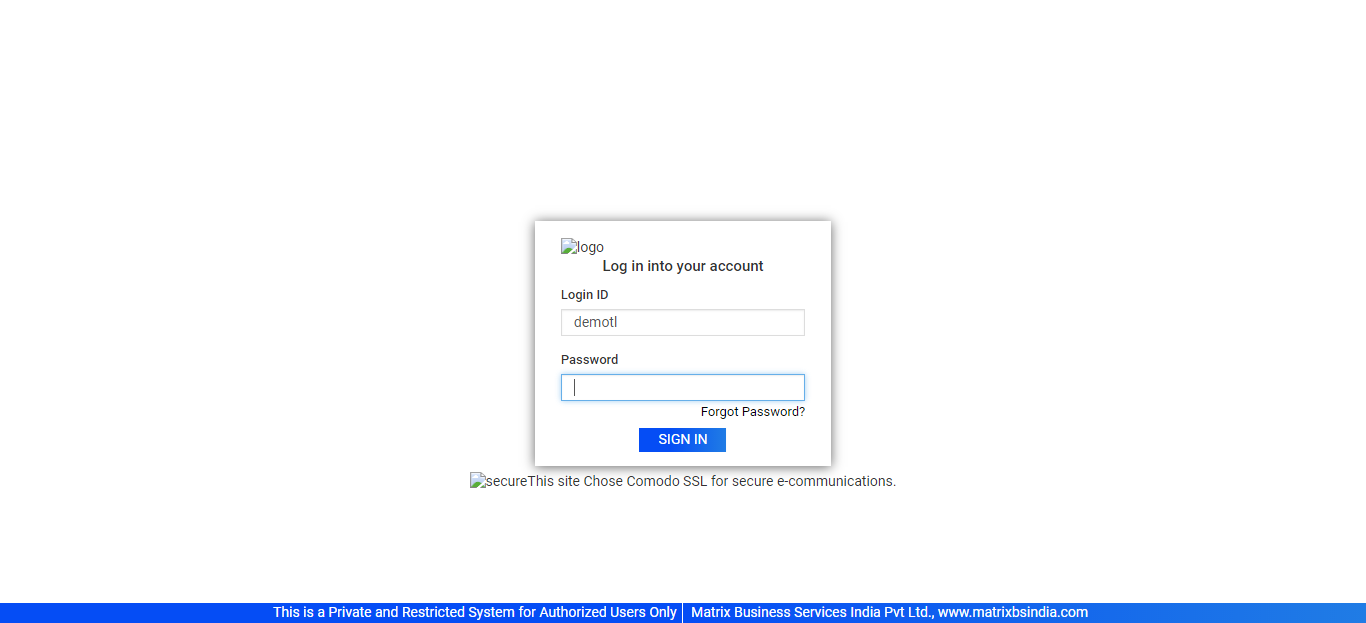 logo
Log in into your account
Login ID
demotl
Password
Forgot Password?
SIGN IN
secureThis site Chose Comodo SSL for secure e-communications.
This is a Private and Restricted System for Authorized Users Only | Matrix Business Services India Pvt Ltd., www.matrixbsindia.com